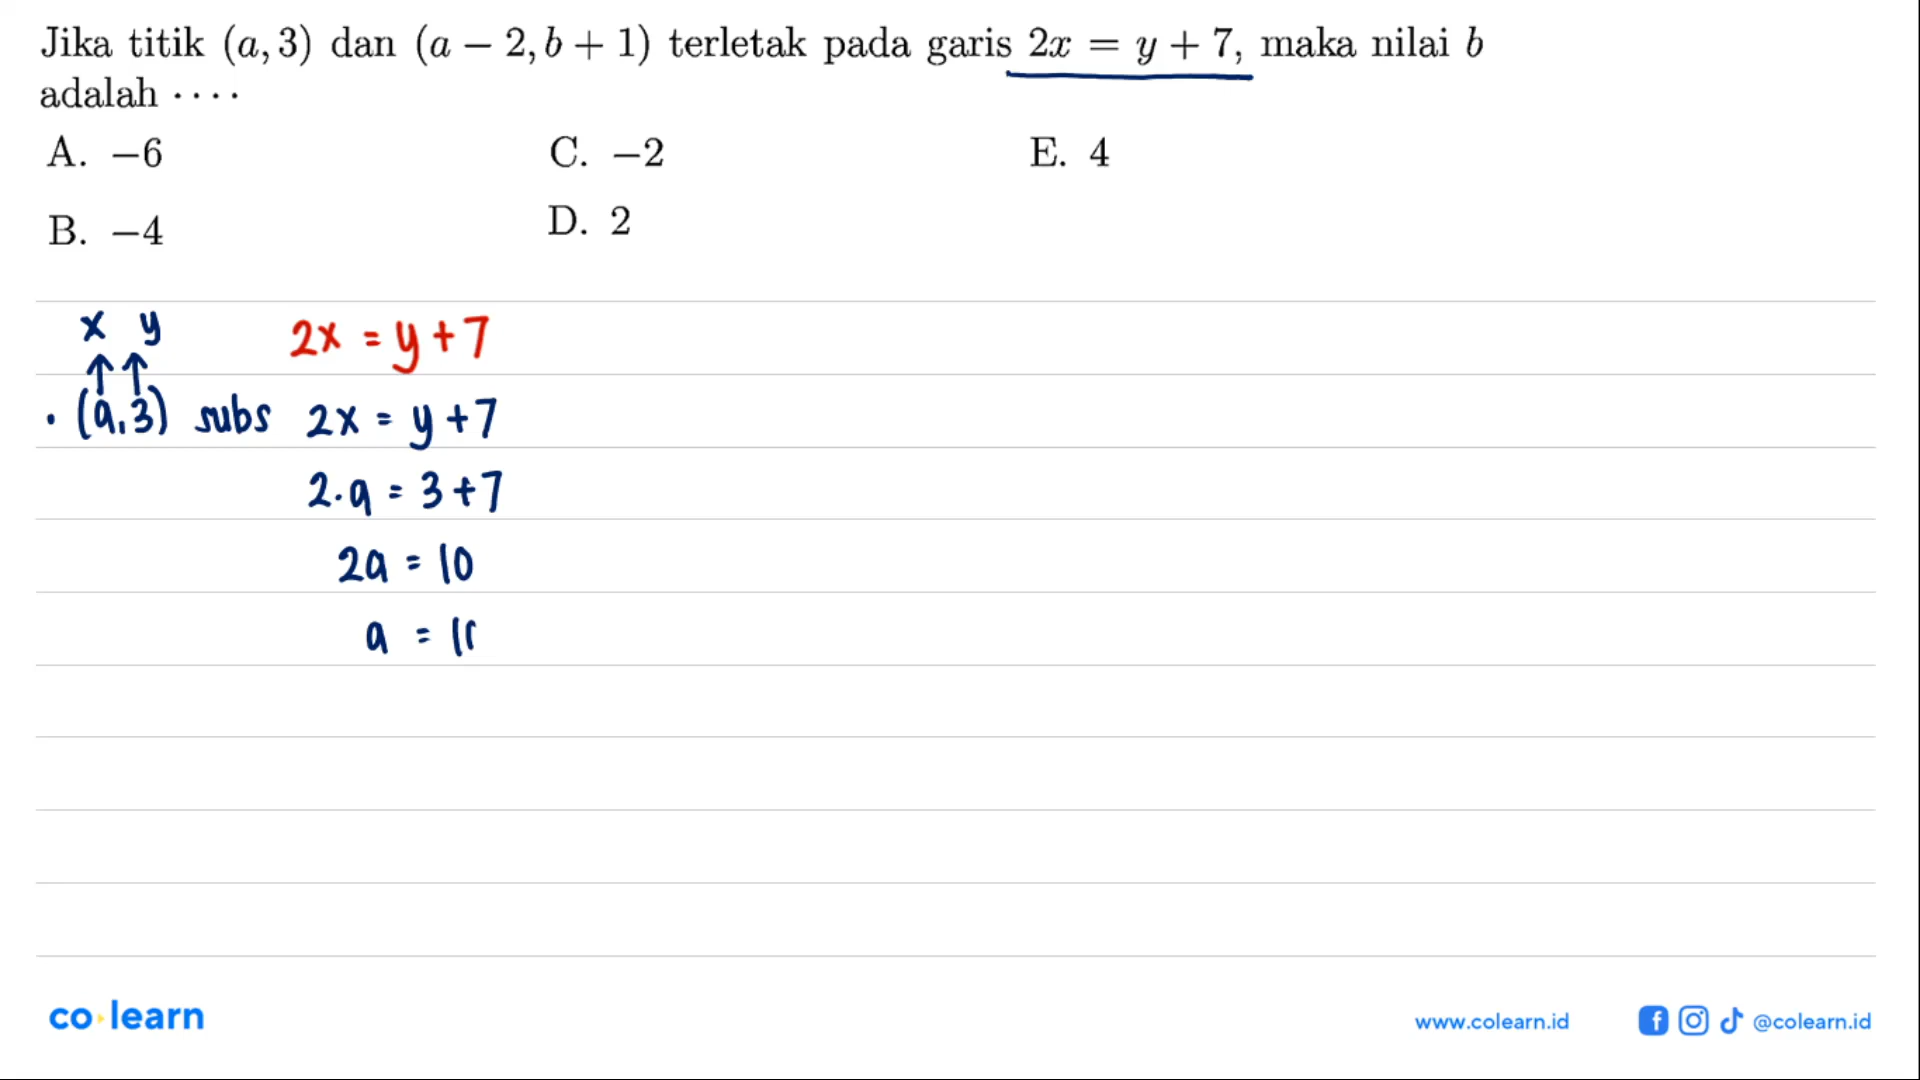 Jika titik (a, 3) dan (a − 2, b + 1) terletak pada garis 2x = y + 7, maka nilai b
adalah ····
A. −6
C. −2
E. 4
B. −4
D. 2
x y
2x = y + 7
· (a, 3) subs 2x = y + 7
2·a = 3 + 7
2a = 10
a =
co learn
www.colearn.id
@colearn.id